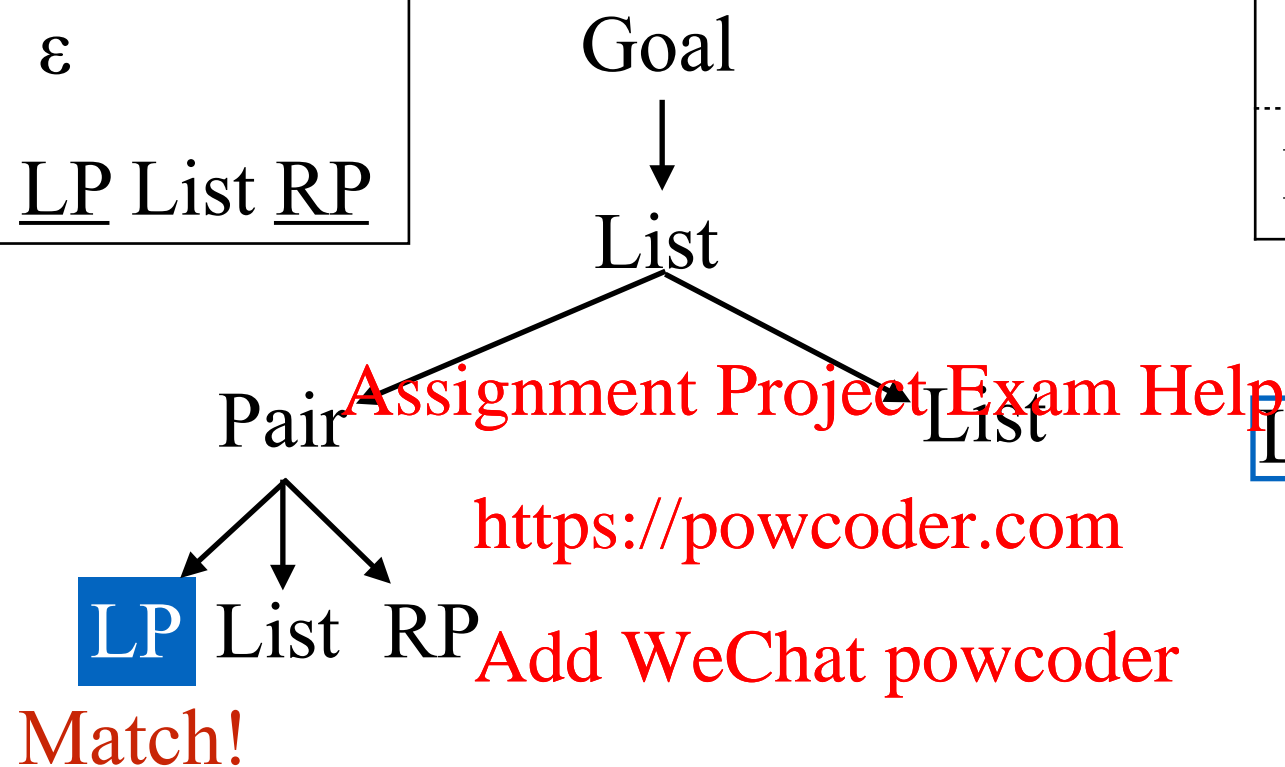 ε
LP List RP
Goal
List
Pair
List
Assignment Project Exam Help
https://powcoder.com
LP List RP
Add WeChat powcoder
Match!